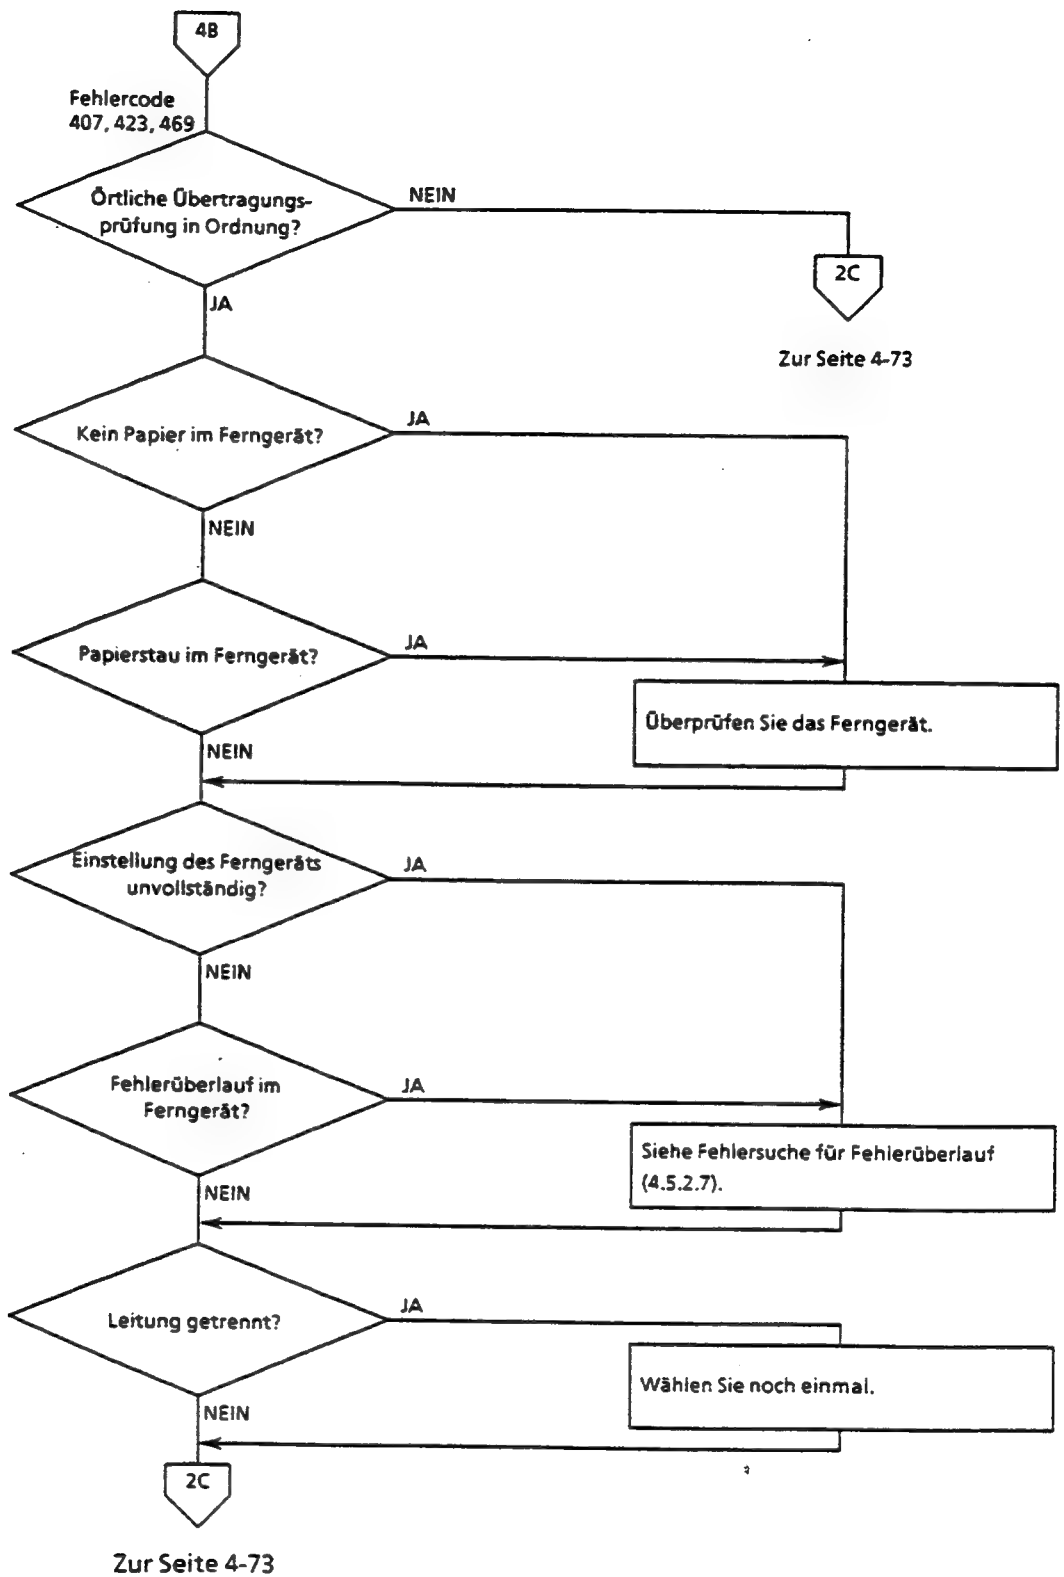 4B
Fehlercode
407, 423, 469
Örtliche Übertragungs-
prüfung in Ordnung?
NEIN
2C
Zur Seite 4-73
JA
Kein Papier im Ferngerät?
JA
NEIN
Papierstau im Ferngerät?
JA
Überprüfen Sie das Ferngerät.
NEIN
Einstellung des Ferngeräts
unvollständig?
JA
NEIN
Fehlerüberlauf im
Ferngerät?
JA
Siehe Fehlersuche für Fehlerüberlauf
(4.5.2.7).
NEIN
Leitung getrennt?
JA
Wählen Sie noch einmal.
NEIN
2C
Zur Seite 4-73